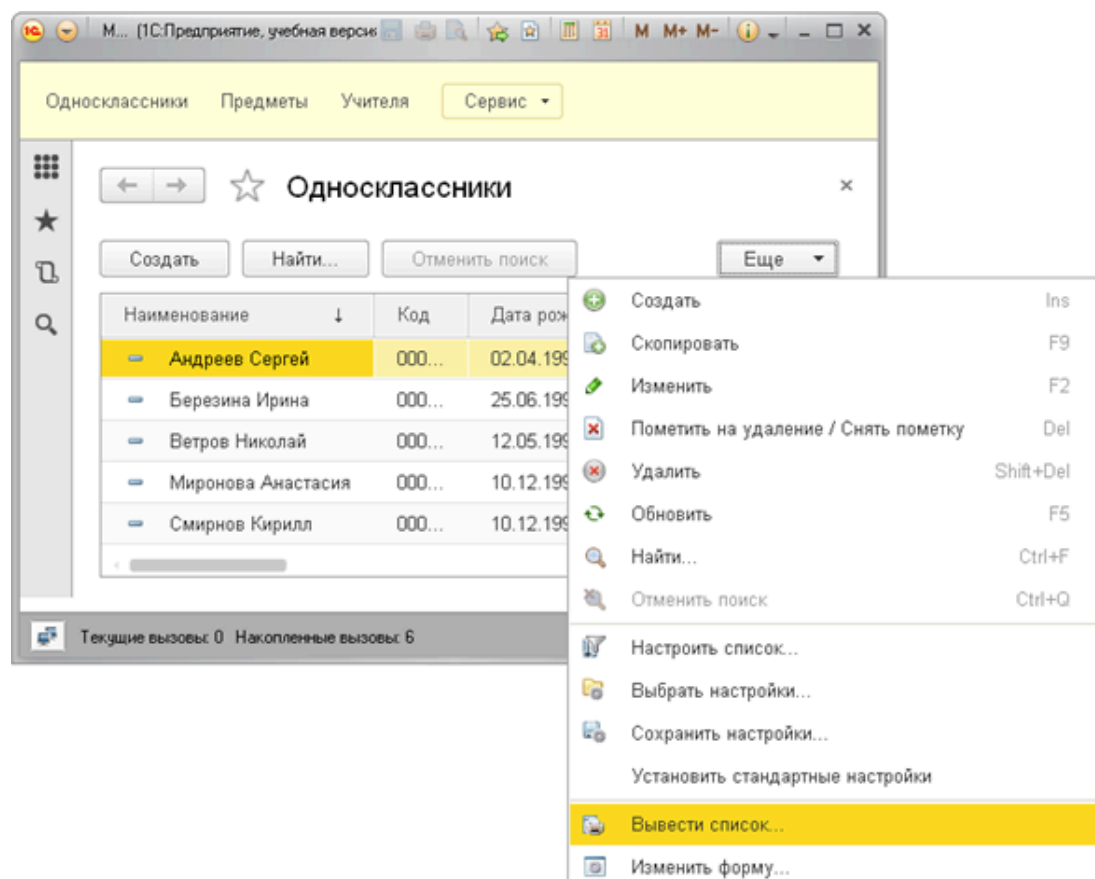 1С М... (1С:Предприятие, учебная версия 31 M M+ M-
Одноклассники Предметы Учителя Сервис
Одноклассники
Создать Найти... Отменить поиск Еще
Наименование ↓ Код Дата рож
Андреев Сергей 000... 02.04.199
Березина Ирина 000... 25.06.199
Ветров Николай 000... 12.05.199
Миронова Анастасия 000... 10.12.199
Смирнов Кирилл 000... 10.12.199
Текущие вызовы: 0 Накопленные вызовы: 6
Создать Ins
Скопировать F9
Изменить F2
Пометить на удаление / Снять пометку Del
Удалить Shift+Del
Обновить F5
Найти... Ctrl+F
Отменить поиск Ctrl+Q
Настроить список...
Выбрать настройки...
Сохранить настройки...
Установить стандартные настройки
Вывести список...
Изменить форму...